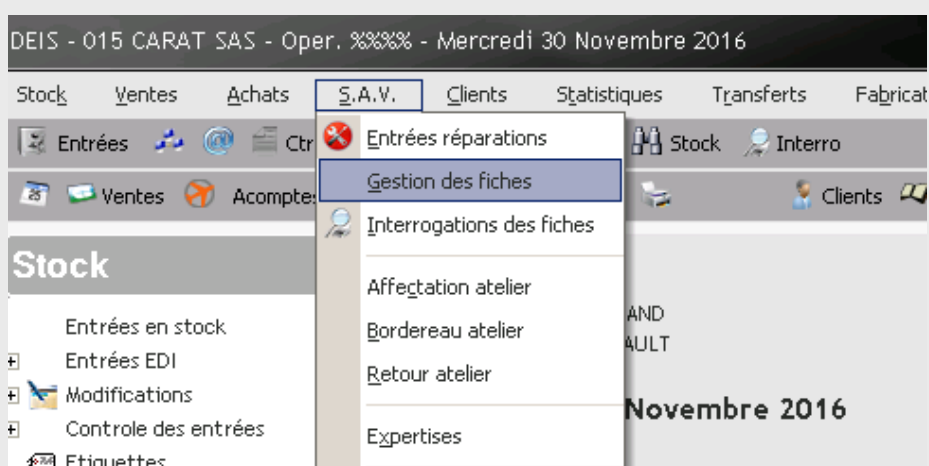 DEIS - 015 CARAT SAS - Oper. %%%% - Mercredi 30 Novembre 2016
Stock Ventes Achats S.A.V. Clients Statistiques Transferts Fabricat
Entrées Ctr Stock Interro
Ventes Acomptes Clients
Entrées réparations
Gestion des fiches
Interrogations des fiches
Affectation atelier
Bordereau atelier
Retour atelier
Expertises
Stock
Entrées en stock
Entrées EDI
Modifications
Controle des entrées
Etiquettes
AND
AULT
Novembre 2016